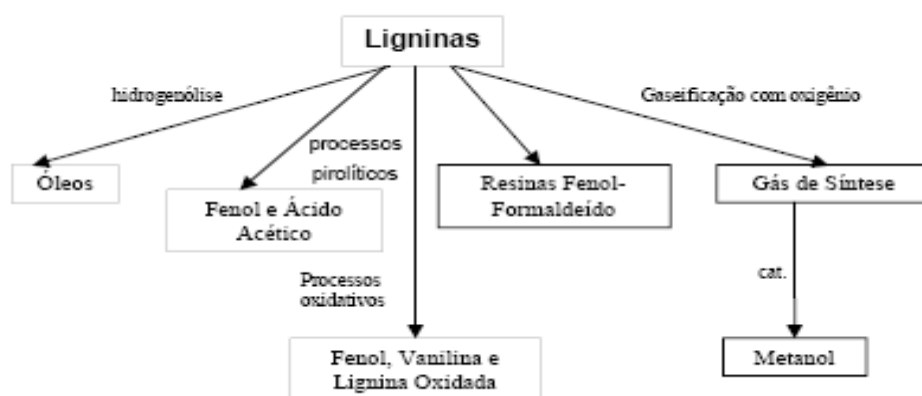 Ligninas
hidrogenólise
Gaseificação com oxigênio
processos
pirolíticos
Óleos
Fenol e Ácido
Acético
Resinas Fenol-
Formaldeído
Gás de Síntese
Processos
oxidativos
cat.
Fenol, Vanilina e
Lignina Oxidada
Metanol